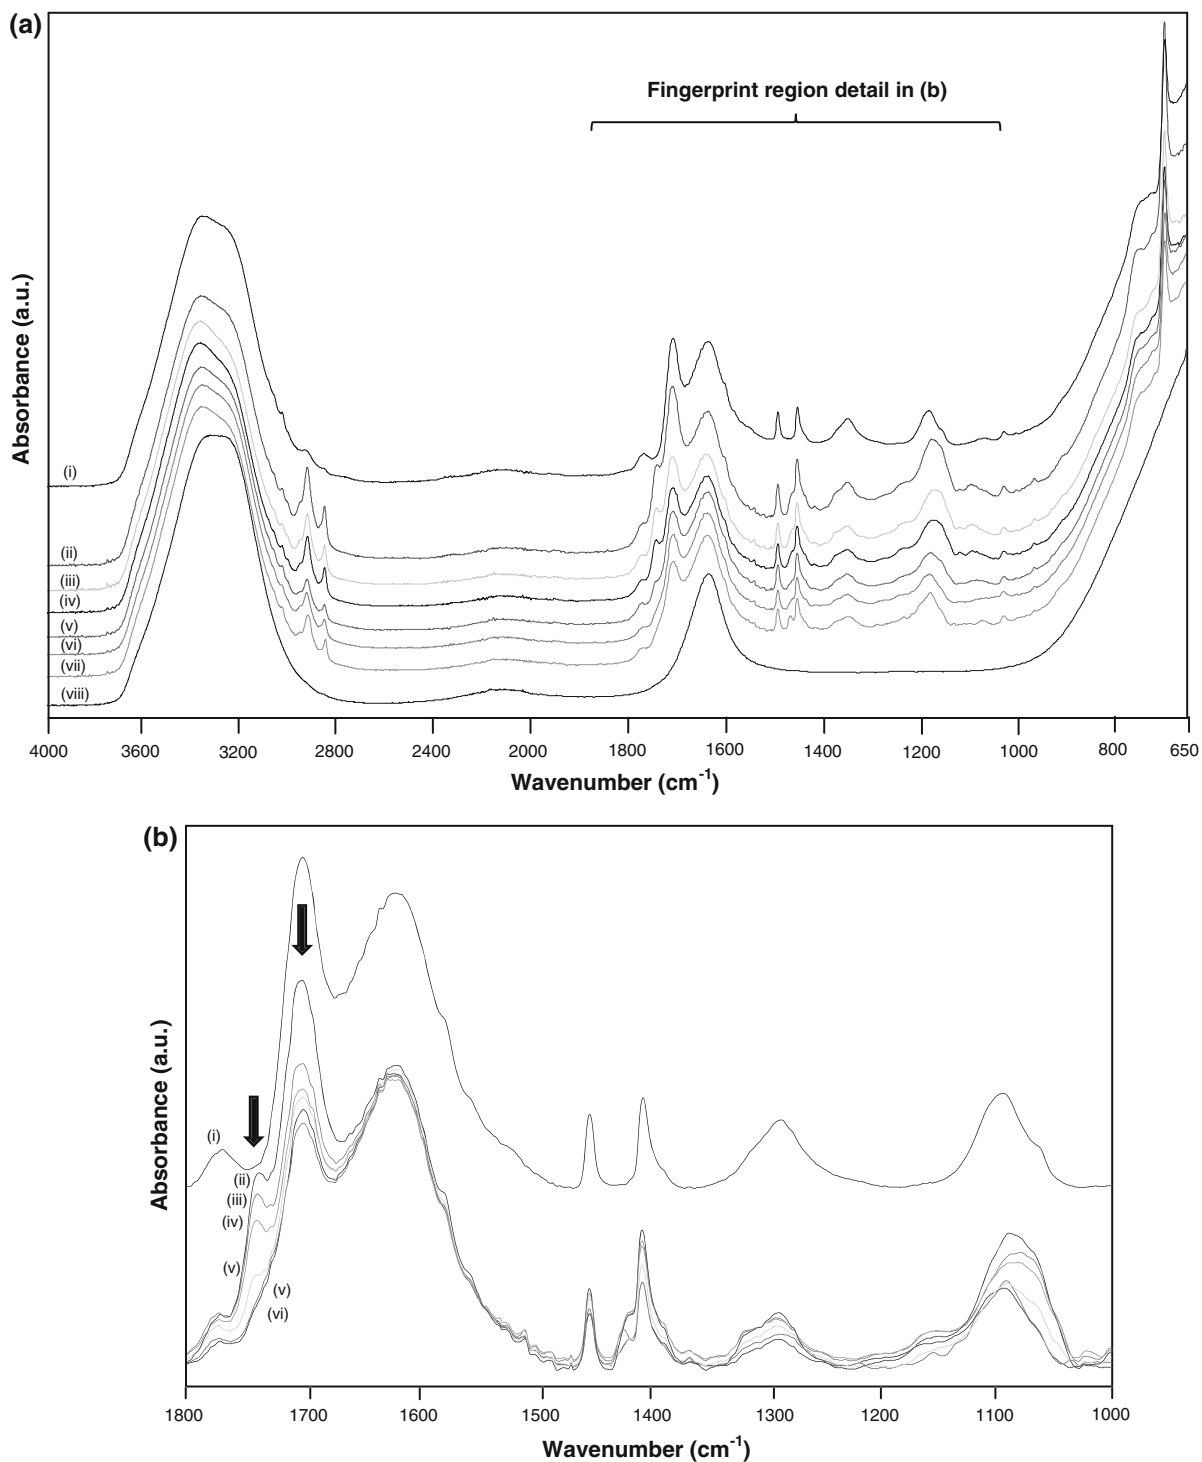 (a)
Fingerprint region detail in (b)
Absorbance (a.u.)
(i)
(ii)
(iii)
(iv)
(v)
(vi)
(vii)
(viii)
4000 3600 3200 2800 2400 2000 1800 1600 1400 1200 1000 800 650
Wavenumber (cm⁻¹)
(b)
Absorbance (a.u.)
(i)
(ii)
(iii)
(iv)
(v)
(v)
(vi)
1800 1700 1600 1500 1400 1300 1200 1100 1000
Wavenumber (cm⁻¹)